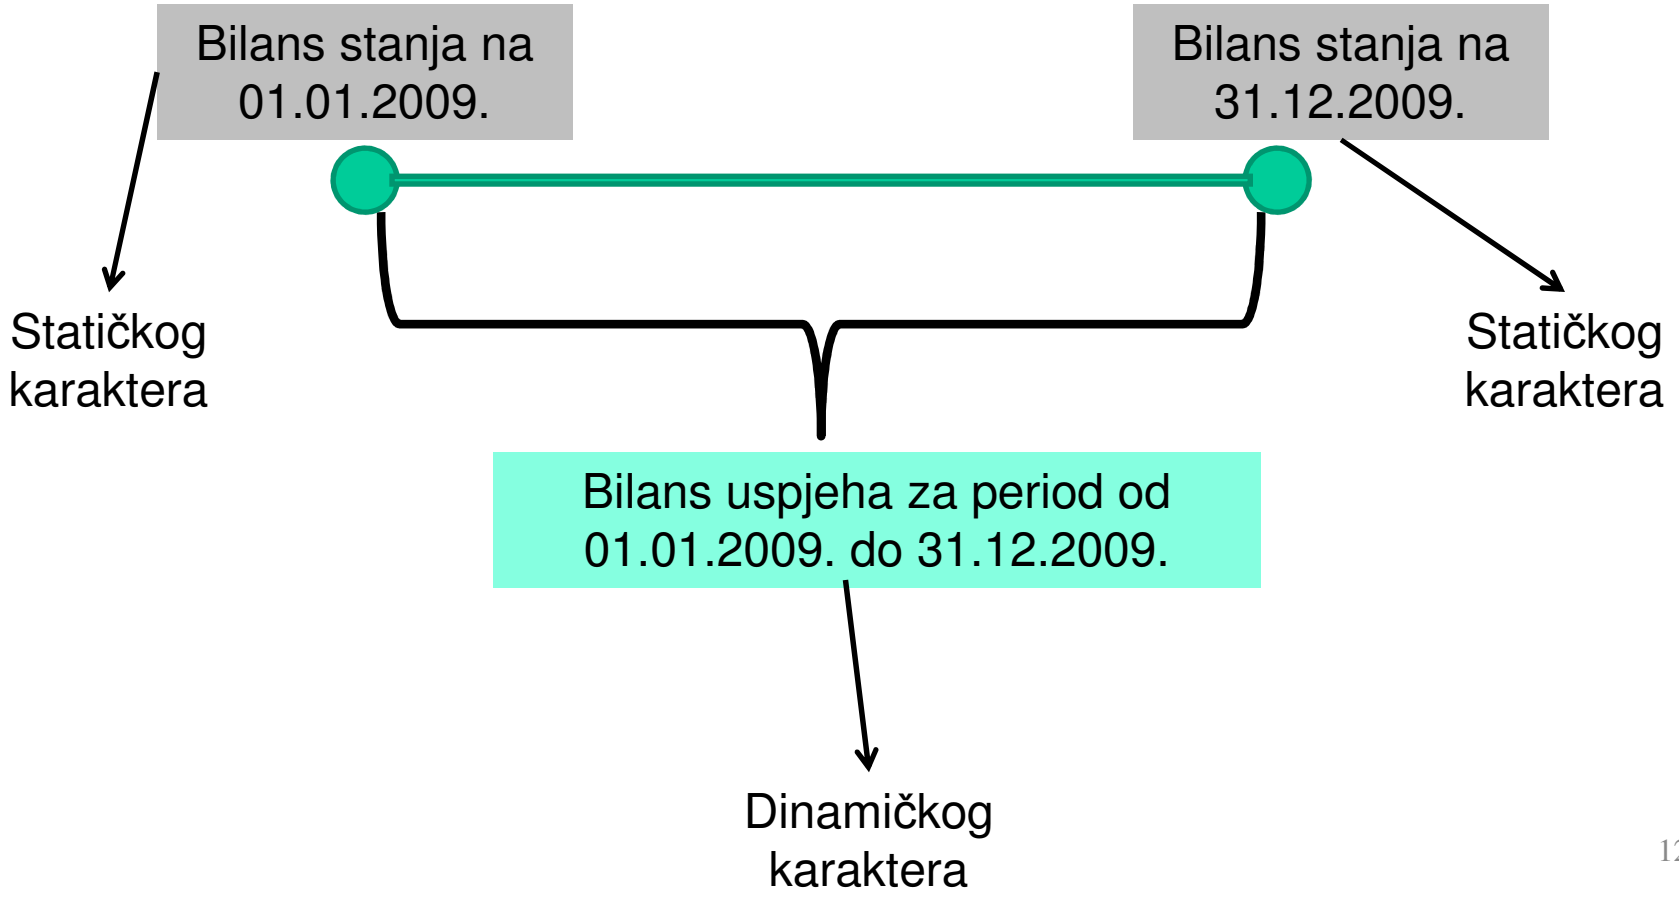 Bilans stanja na
01.01.2009.
Bilans stanja na
31.12.2009.
Statičkog
karaktera
Statičkog
karaktera
Bilans uspjeha za period od
01.01.2009. do 31.12.2009.
Dinamičkog
karaktera
12